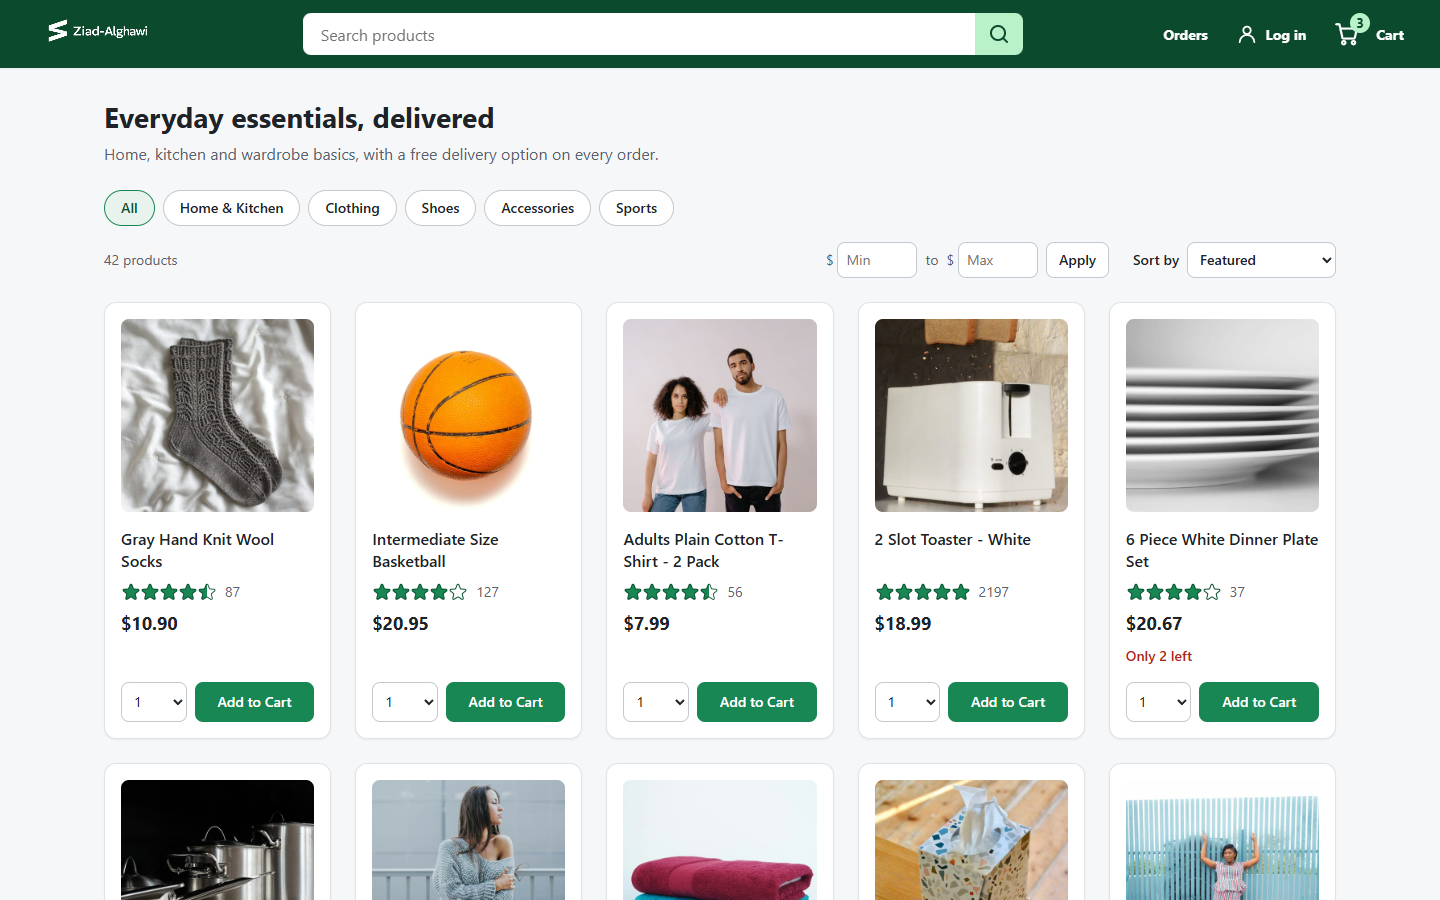 Ziad-Alghawi
Search products
Orders
Log in
3
Cart
Everyday essentials, delivered
Home, kitchen and wardrobe basics, with a free delivery option on every order.
All
Home & Kitchen
Clothing
Shoes
Accessories
Sports
42 products
$ Min to $ Max
Apply
Sort by
Featured
Gray Hand Knit Wool
Socks
87
$10.90
1
Add to Cart
Intermediate Size
Basketball
127
$20.95
1
Add to Cart
Adults Plain Cotton T-
Shirt - 2 Pack
56
$7.99
1
Add to Cart
2 Slot Toaster - White
2197
$18.99
1
Add to Cart
6 Piece White Dinner Plate
Set
37
$20.67
Only 2 left
1
Add to Cart